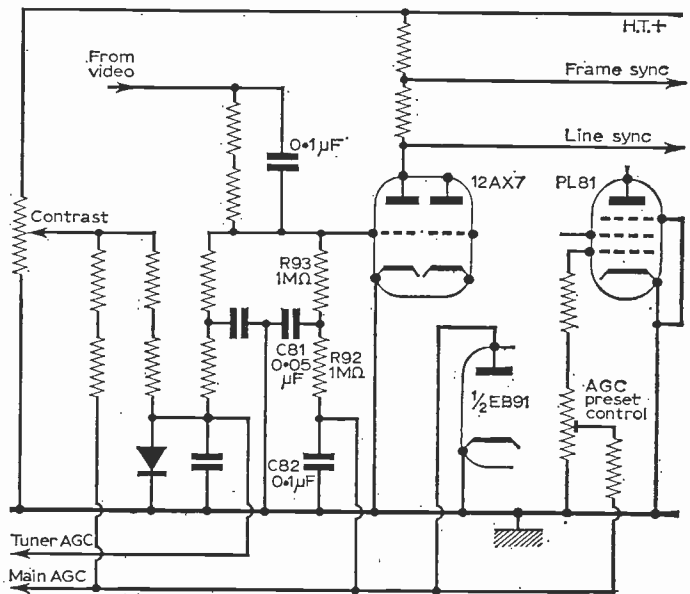 H.T.+
From
video
Frame sync
0·1µF
Line sync
12AX7
PL81
Contrast
R93
1MΩ
C81
0·05
µF
R92
1MΩ
½EB91
AGC
preset
control
C82
0·1µF
Tuner AGC
Main AGC